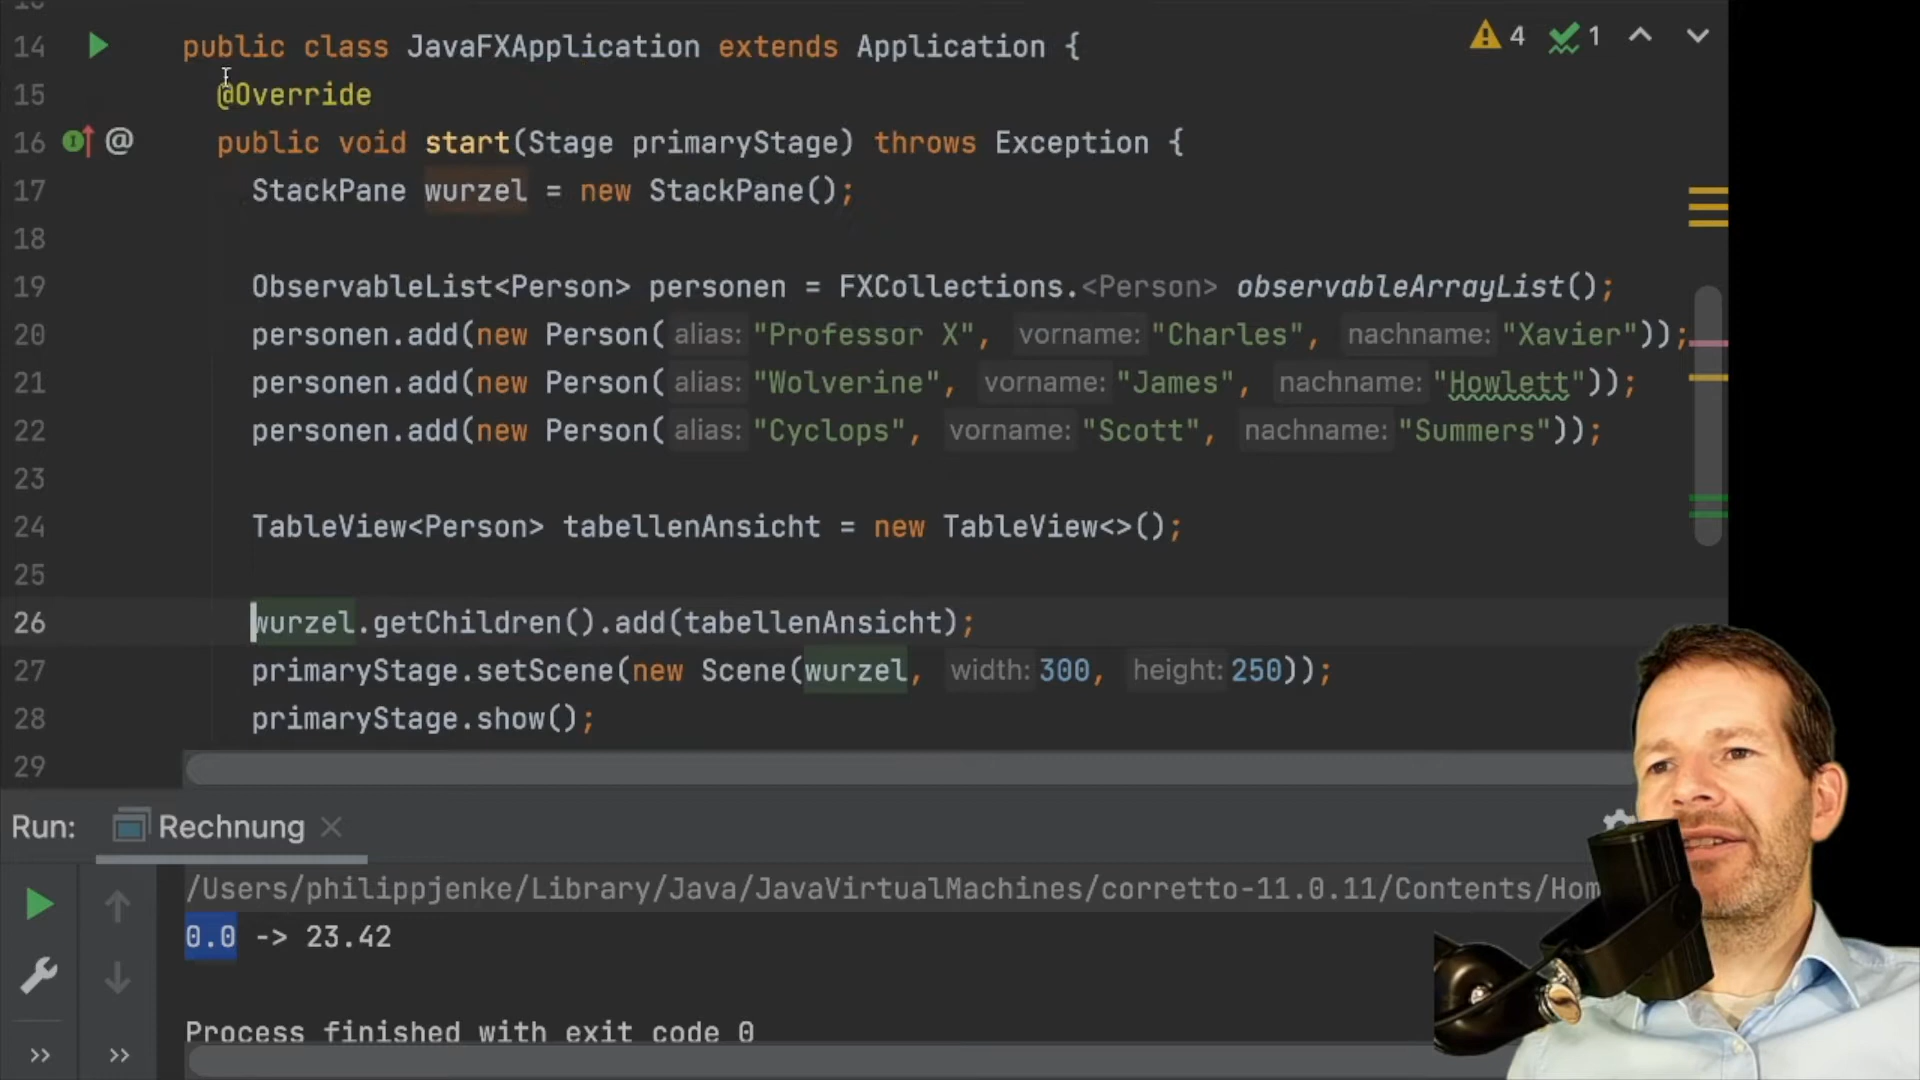 14 public class JavaFXApplication extends Application { 4 1
15 @Override
16 @ public void start(Stage primaryStage) throws Exception {
17 StackPane wurzel = new StackPane();
18
19 ObservableList<Person> personen = FXCollections.<Person> observableArrayList();
20 personen.add(new Person( alias: "Professor X", vorname: "Charles", nachname: "Xavier"));
21 personen.add(new Person( alias: "Wolverine", vorname: "James", nachname: "Howlett"));
22 personen.add(new Person( alias: "Cyclops", vorname: "Scott", nachname: "Summers"));
23
24 TableView<Person> tabellenAnsicht = new TableView<>();
25
26 wurzel.getChildren().add(tabellenAnsicht);
27 primaryStage.setScene(new Scene(wurzel, width: 300, height: 250));
28 primaryStage.show();
29
Run: Rechnung
/Users/philippjenke/Library/Java/JavaVirtualMachines/corretto-11.0.11/Contents/Hom
0.0 -> 23.42
Process finished with exit code 0